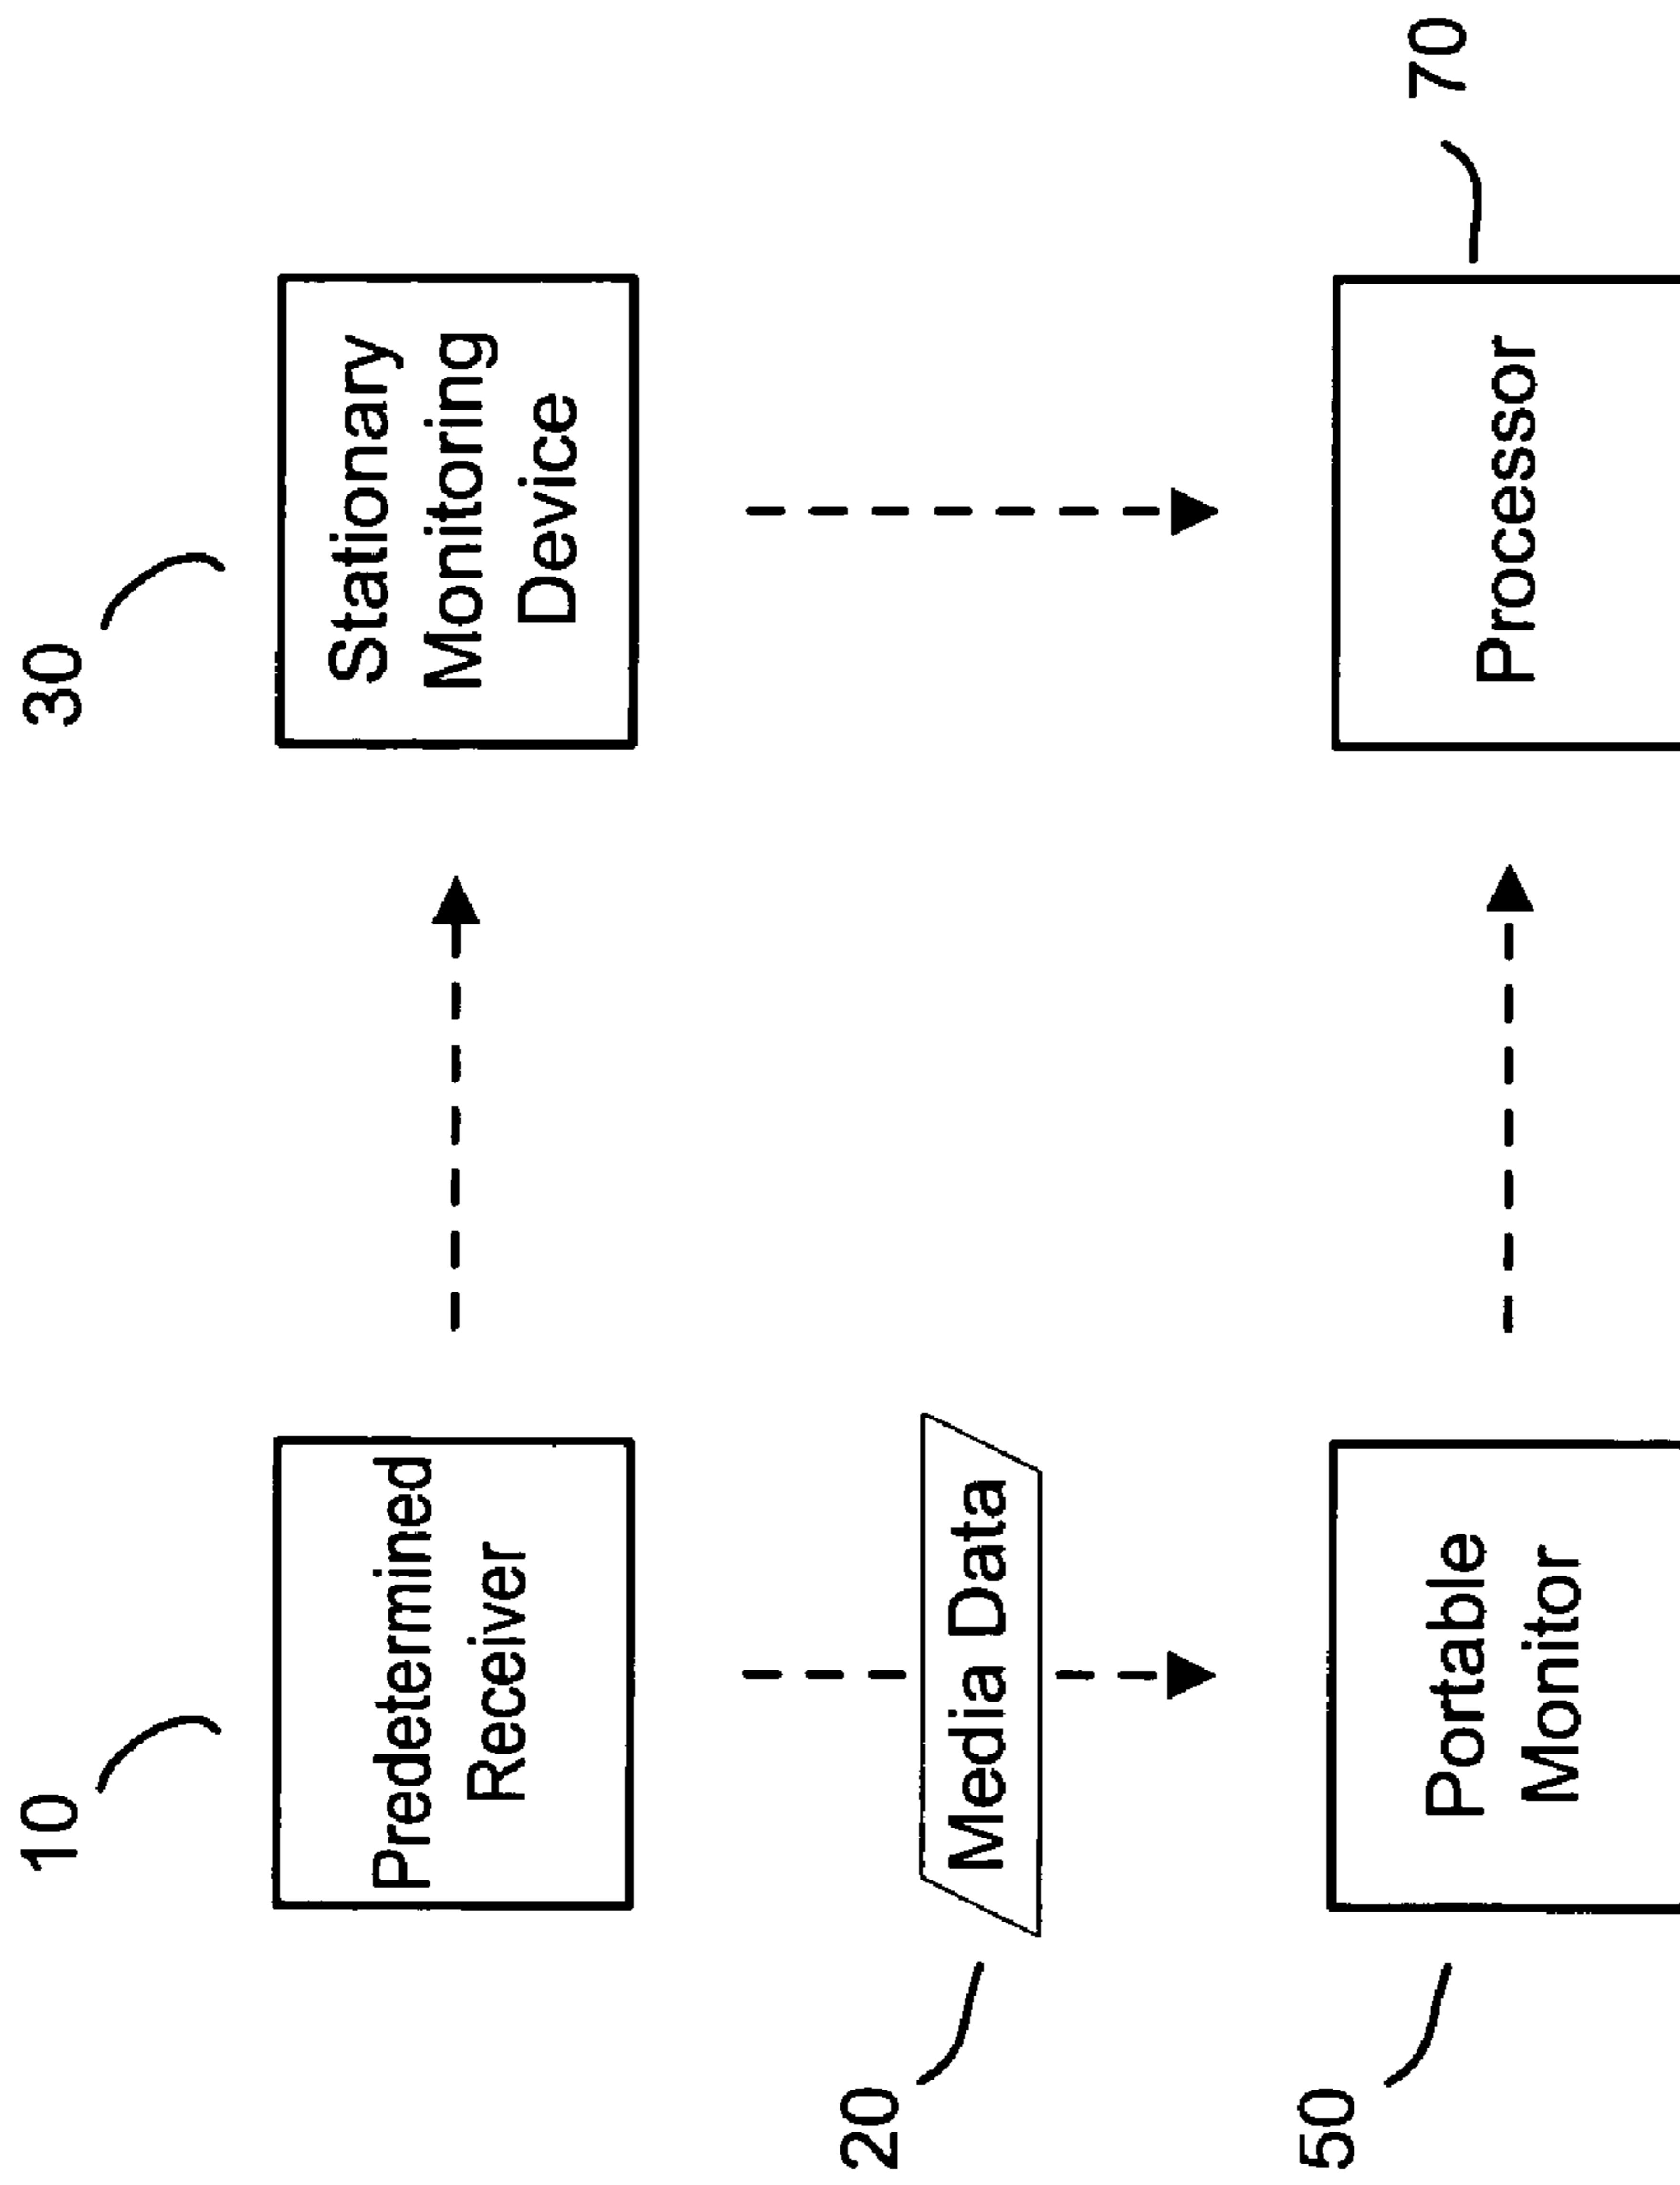 10
Predetermined
Receiver
30
Stationary
Monitoring
Device
20
Media Data
50
Portable
Monitor
70
Processor